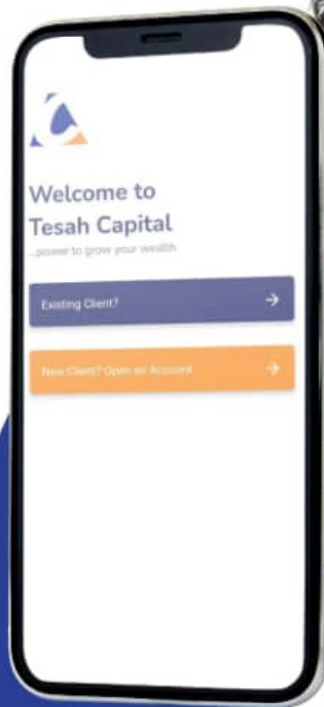 Welcome to
Tesah Capital
...power to grow your wealth
Existing Client?
New Client? Open an Account